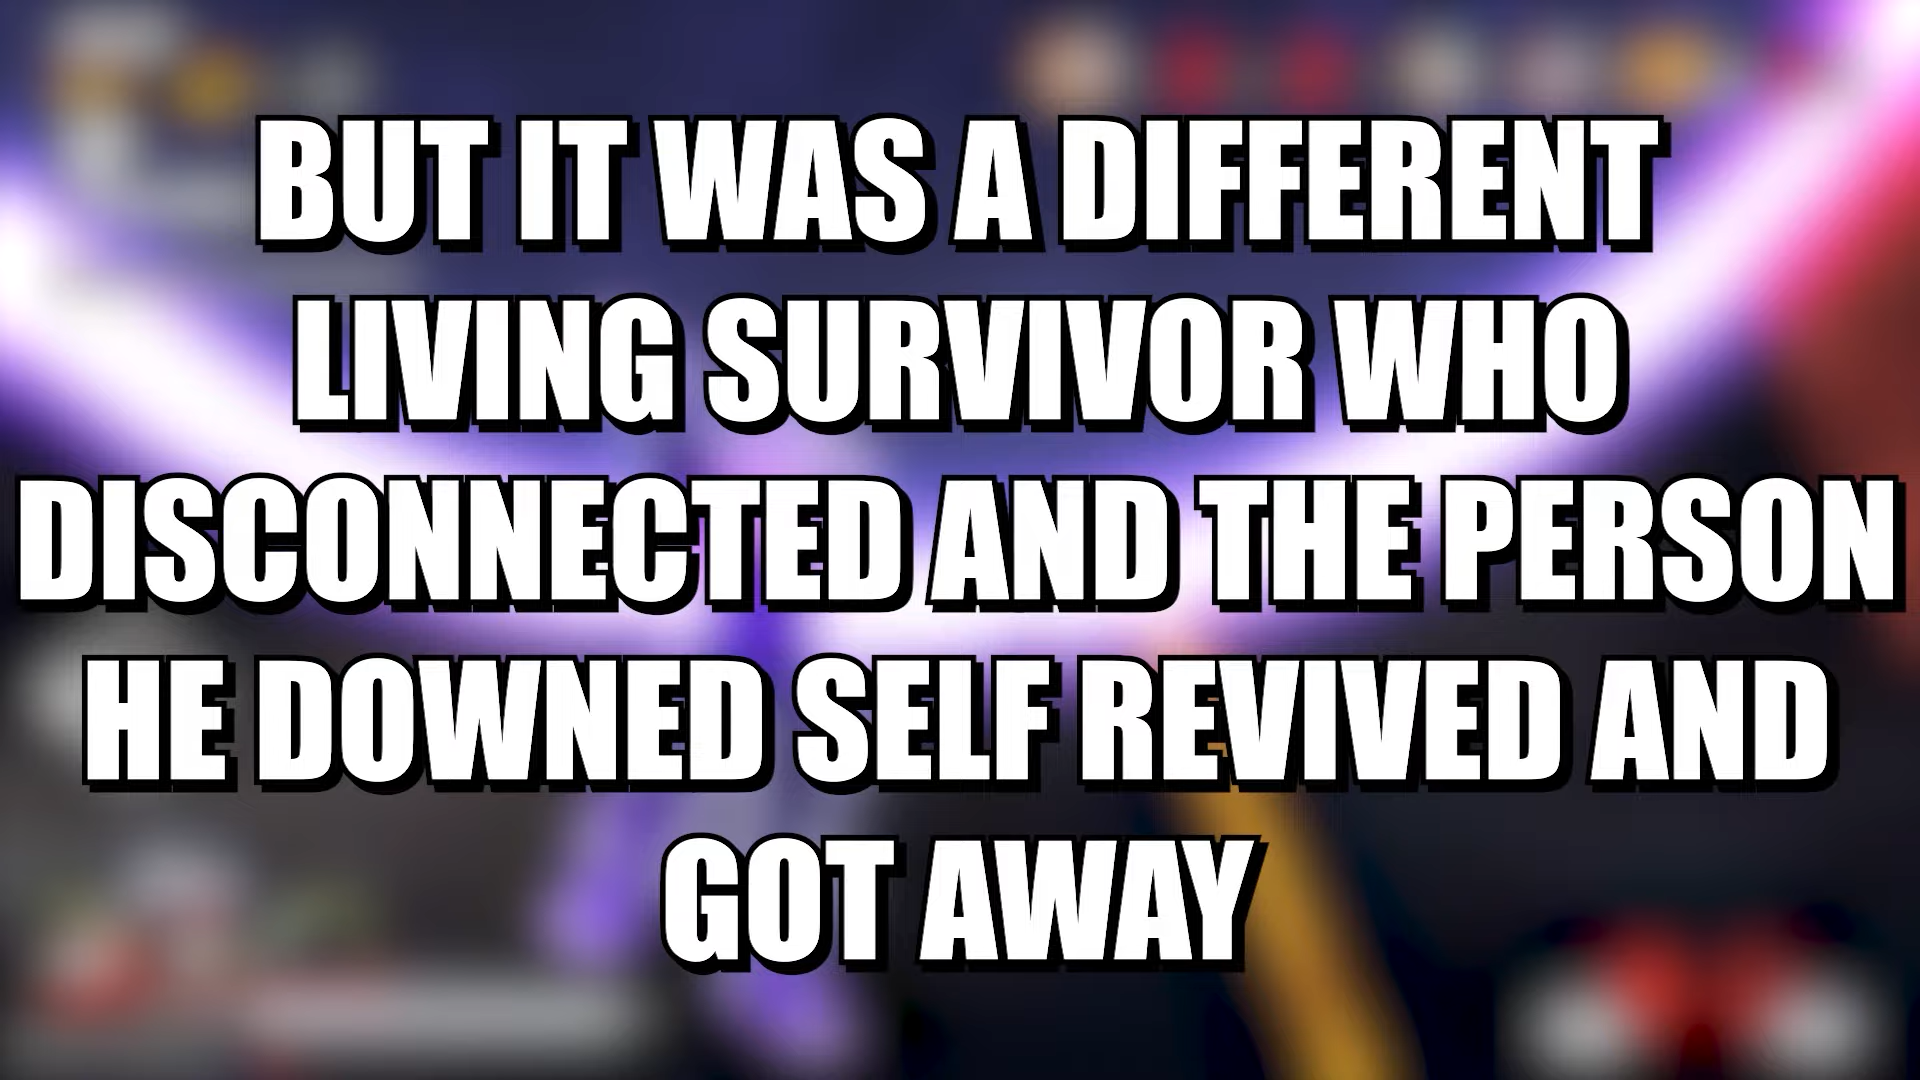 BUT IT WAS A DIFFERENT
LIVING SURVIVOR WHO
DISCONNECTED AND THE PERSON
HE DOWNED SELF REVIVED AND
GOT AWAY